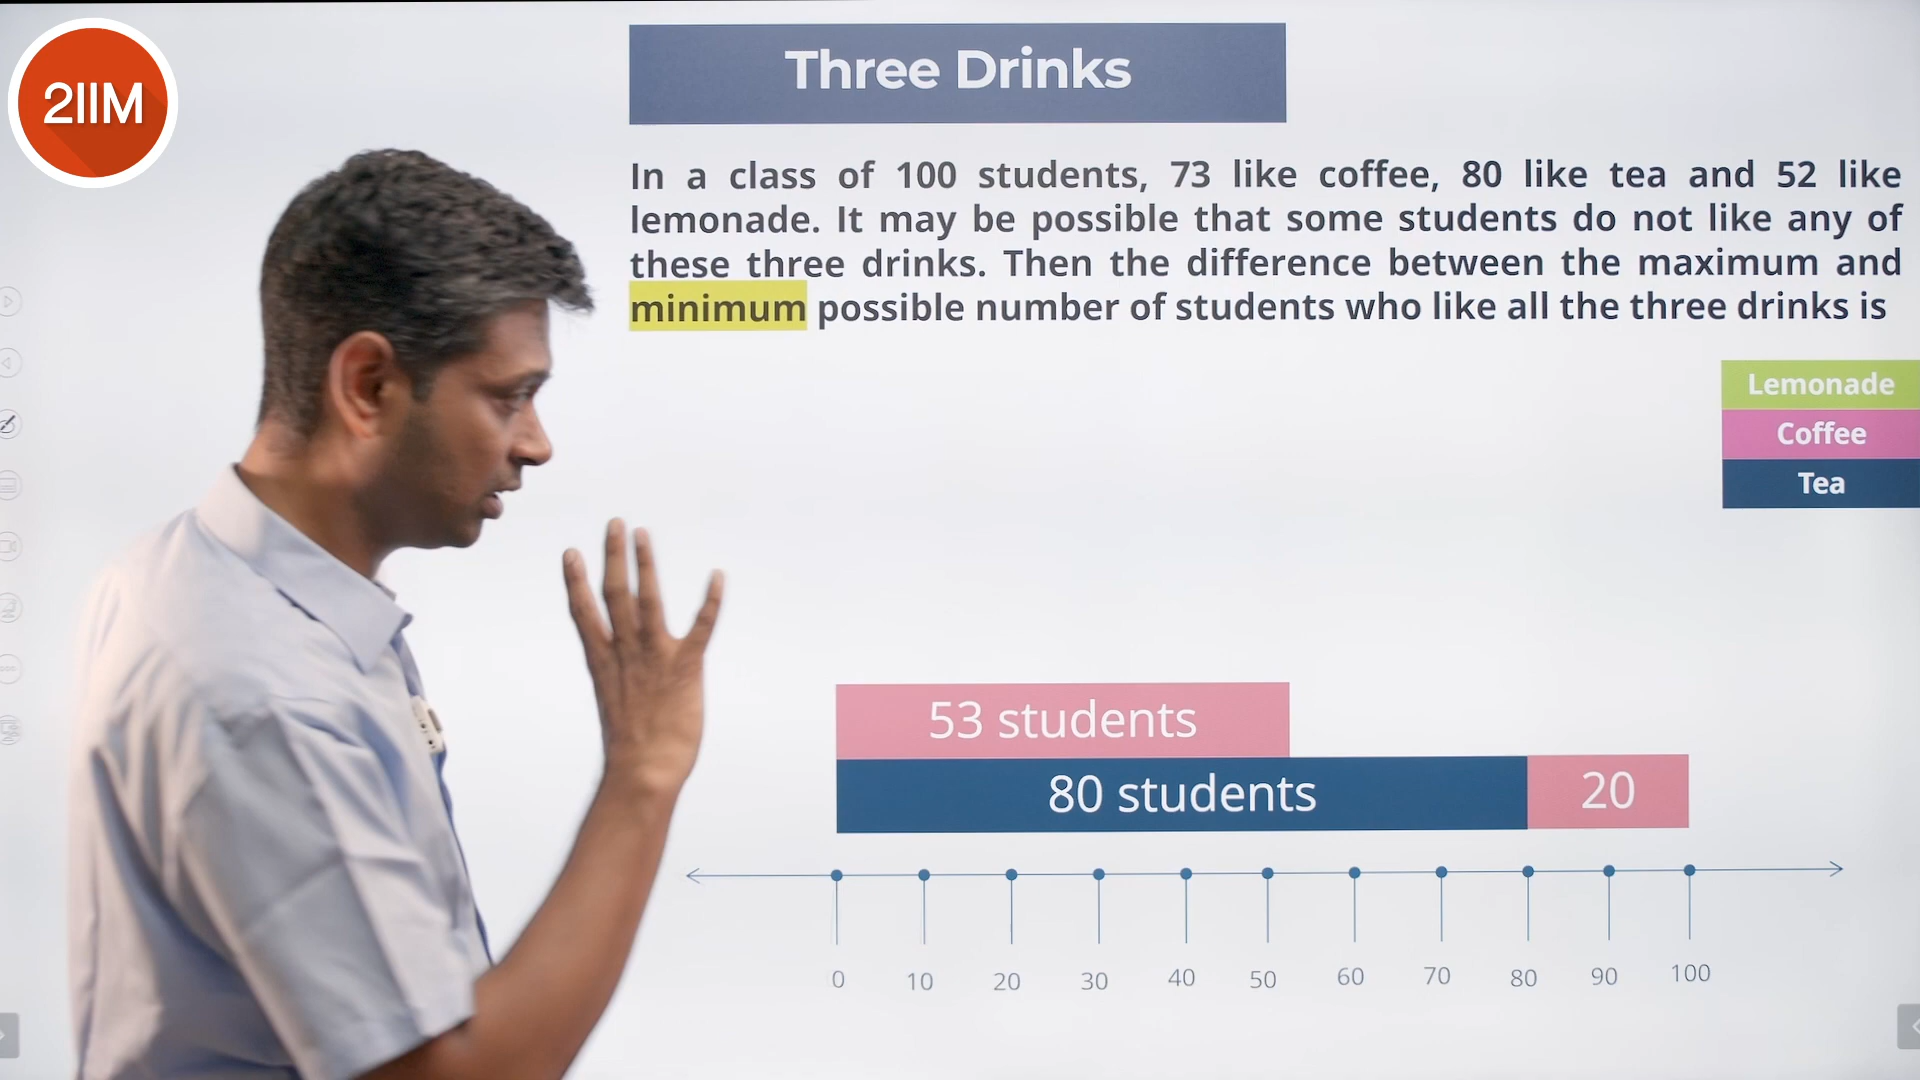 2IIM
Three Drinks
In a class of 100 students, 73 like coffee, 80 like tea and 52 like
lemonade. It may be possible that some students do not like any of
these three drinks. Then the difference between the maximum and
minimum possible number of students who like all the three drinks is
Lemonade
Coffee
Tea
53 students
80 students 20
0 10 20 30 40 50 60 70 80 90 100